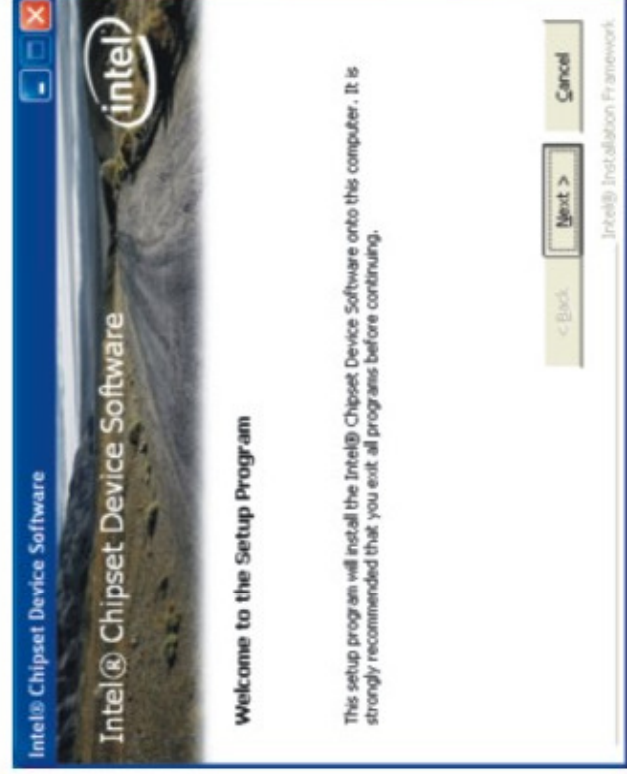 Intel® Chipset Device Software
Intel® Chipset Device Software
intel
Welcome to the Setup Program
This setup program will install the Intel® Chipset Device Software onto this computer. It is
strongly recommended that you exit all programs before continuing.
< Back
Next >
Cancel
Intel® Installation Framework